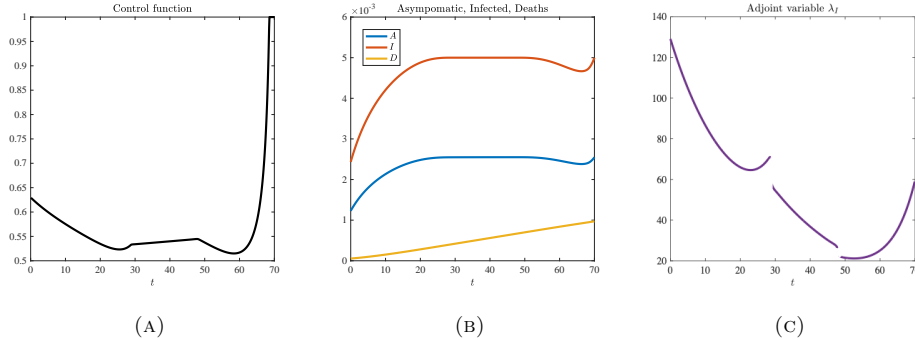 Control function
1
0.95
0.9
0.85
0.8
0.75
0.7
0.65
0.6
0.55
0.5
0 10 20 30 40 50 60 70
t
(A)
Asympomatic, Infected, Deaths
×10⁻³
6
5
4
3
2
1
0
A
I
D
0 10 20 30 40 50 60 70
t
(B)
Adjoint variable λ_I
140
120
100
80
60
40
20
0 10 20 30 40 50 60 70
t
(C)